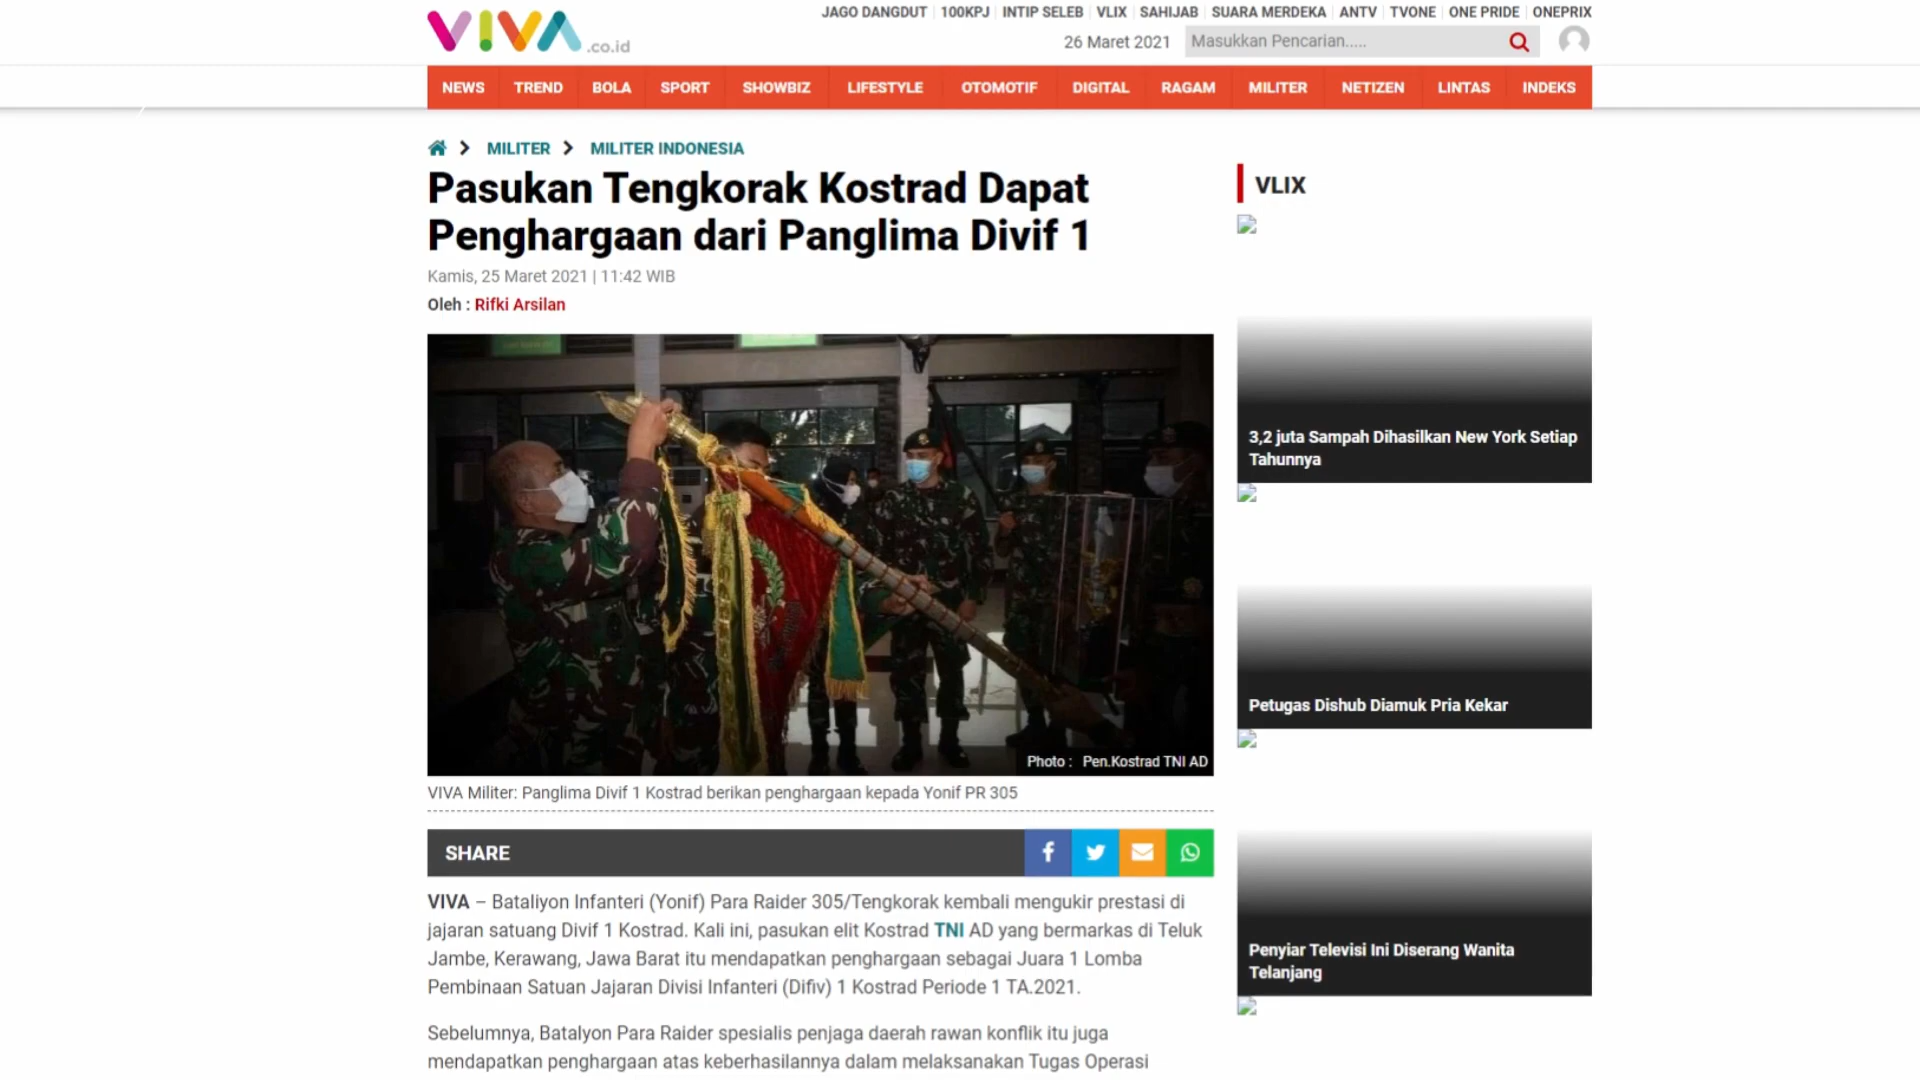 VIVA.co.id
JAGO DANGDUT 100KPJ INTIP SELEB VLIX SAHIJAB SUARA MERDEKA ANTV TVONE ONE PRIDE ONEPRIX
26 Maret 2021 Masukkan Pencarian.....
NEWS TREND BOLA SPORT SHOWBIZ LIFESTYLE OTOMOTIF DIGITAL RAGAM MILITER NETIZEN LINTAS INDEKS
MILITER MILITER INDONESIA
Pasukan Tengkorak Kostrad Dapat
Penghargaan dari Panglima Divif 1
Kamis, 25 Maret 2021 | 11:42 WIB
Oleh : Rifki Arsilan
Photo : Pen.Kostrad TNI AD
VIVA Militer: Panglima Divif 1 Kostrad berikan penghargaan kepada Yonif PR 305
SHARE
VIVA – Bataliyon Infanteri (Yonif) Para Raider 305/Tengkorak kembali mengukir prestasi di
jajaran satuang Divif 1 Kostrad. Kali ini, pasukan elit Kostrad TNI AD yang bermarkas di Teluk
Jambe, Kerawang, Jawa Barat itu mendapatkan penghargaan sebagai Juara 1 Lomba
Pembinaan Satuan Jajaran Divisi Infanteri (Difiv) 1 Kostrad Periode 1 TA.2021.
Sebelumnya, Batalyon Para Raider spesialis penjaga daerah rawan konflik itu juga
mendapatkan penghargaan atas keberhasilannya dalam melaksanakan Tugas Operasi
VLIX
3,2 juta Sampah Dihasilkan New York Setiap
Tahunnya
Petugas Dishub Diamuk Pria Kekar
Penyiar Televisi Ini Diserang Wanita
Telanjang